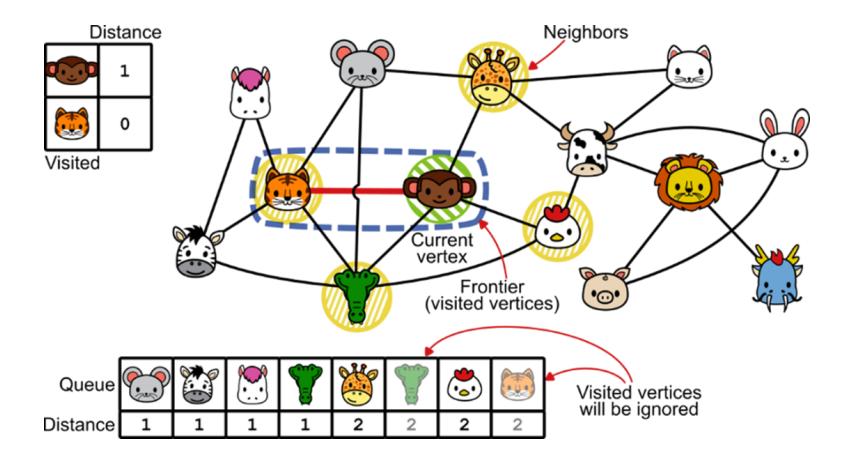 Distance
1
0
Visited
Neighbors
Current
vertex
Frontier
(visited vertices)
Queue
Distance 1 1 1 1 2 2 2 2
Visited vertices
will be ignored